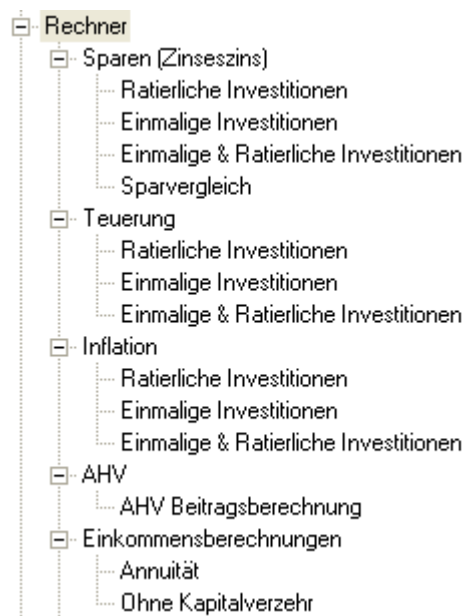 Rechner
Sparen (Zinseszins)
Ratierliche Investitionen
Einmalige Investitionen
Einmalige & Ratierliche Investitionen
Sparvergleich
Teuerung
Ratierliche Investitionen
Einmalige Investitionen
Einmalige & Ratierliche Investitionen
Inflation
Ratierliche Investitionen
Einmalige Investitionen
Einmalige & Ratierliche Investitionen
AHV
AHV Beitragsberechnung
Einkommensberechnungen
Annuität
Ohne Kapitalverzehr